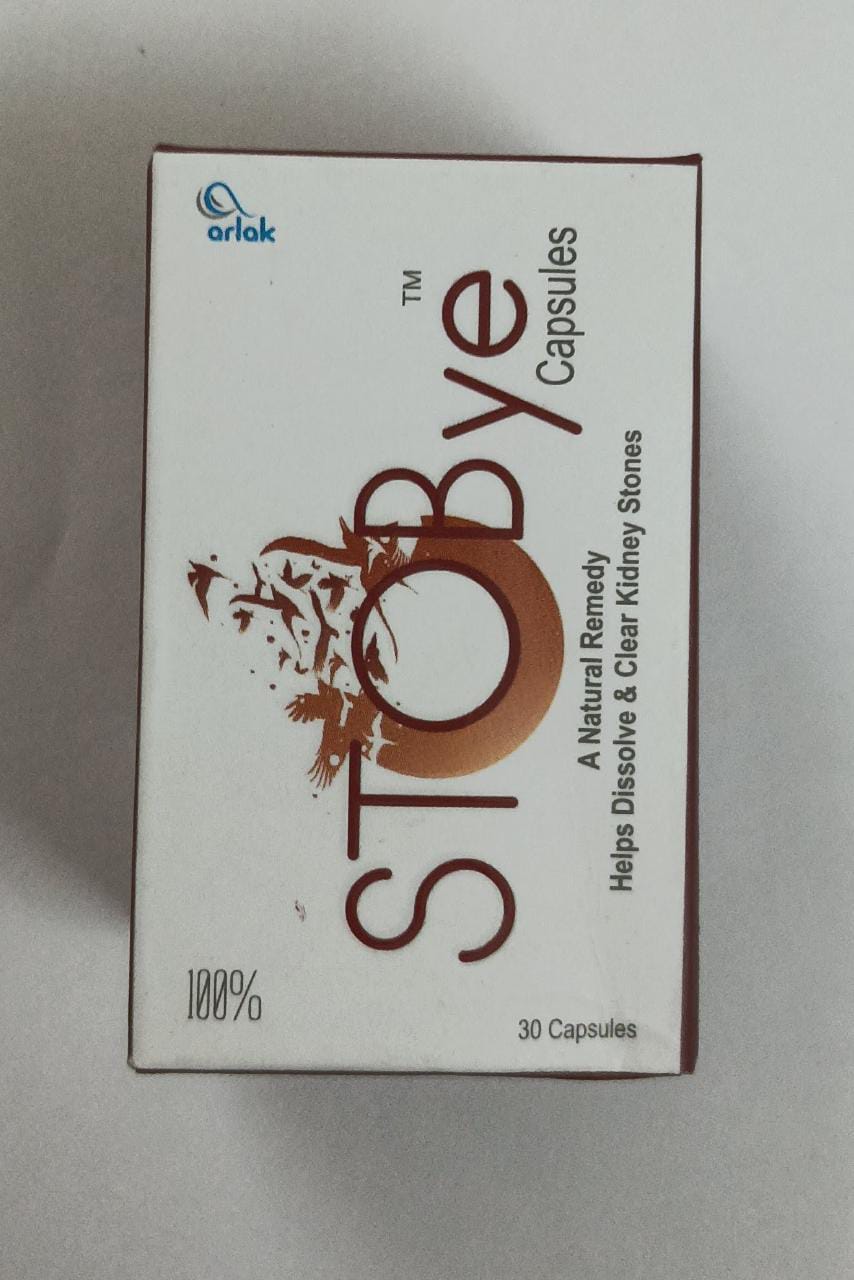 arlak
STOBye™
Capsules
A Natural Remedy
Helps Dissolve & Clear Kidney Stones
100%
30 Capsules